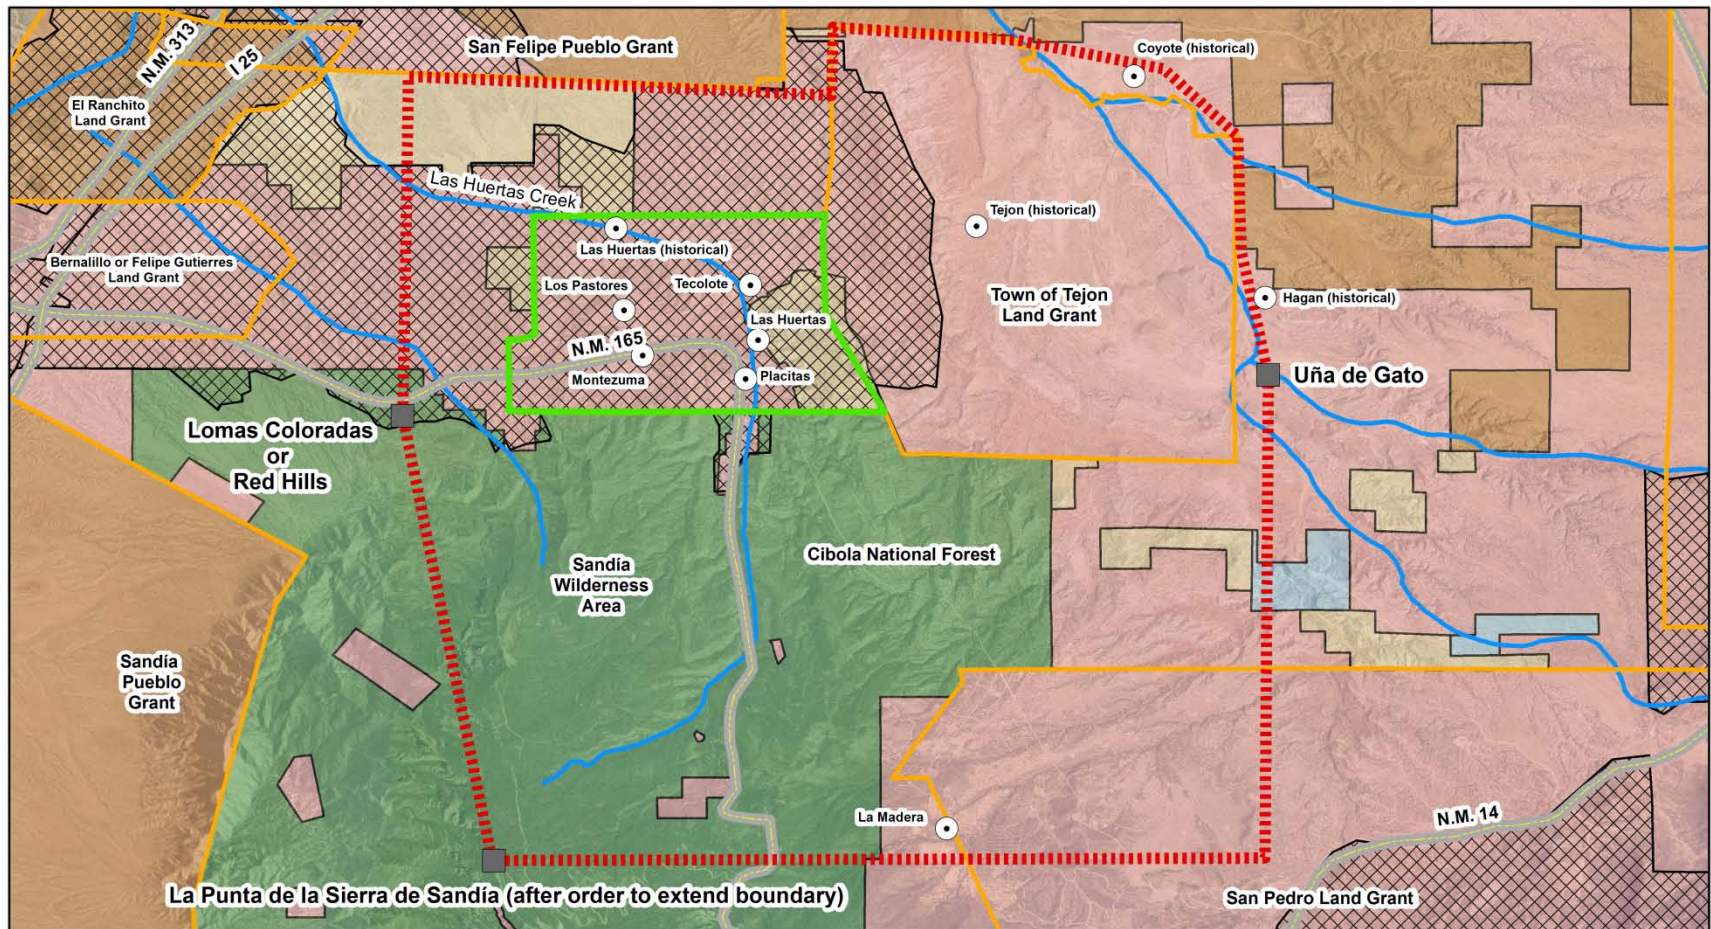 San Felipe Pueblo Grant
Coyote (historical)
N.M. 313
I 25
El Ranchito
Land Grant
Las Huertas Creek
Tejon (historical)
Bernalillo or Felipe Gutierres
Land Grant
Las Huertas (historical)
Los Pastores
Tecolote
Town of Tejon
Land Grant
Hagan (historical)
Las Huertas
N.M. 165
Montezuma
Placitas
Uña de Gato
Lomas Coloradas
or
Red Hills
Sandía
Wilderness
Area
Cibola National Forest
Sandía
Pueblo
Grant
La Madera
N.M. 14
La Punta de la Sierra de Sandía (after order to extend boundary)
San Pedro Land Grant